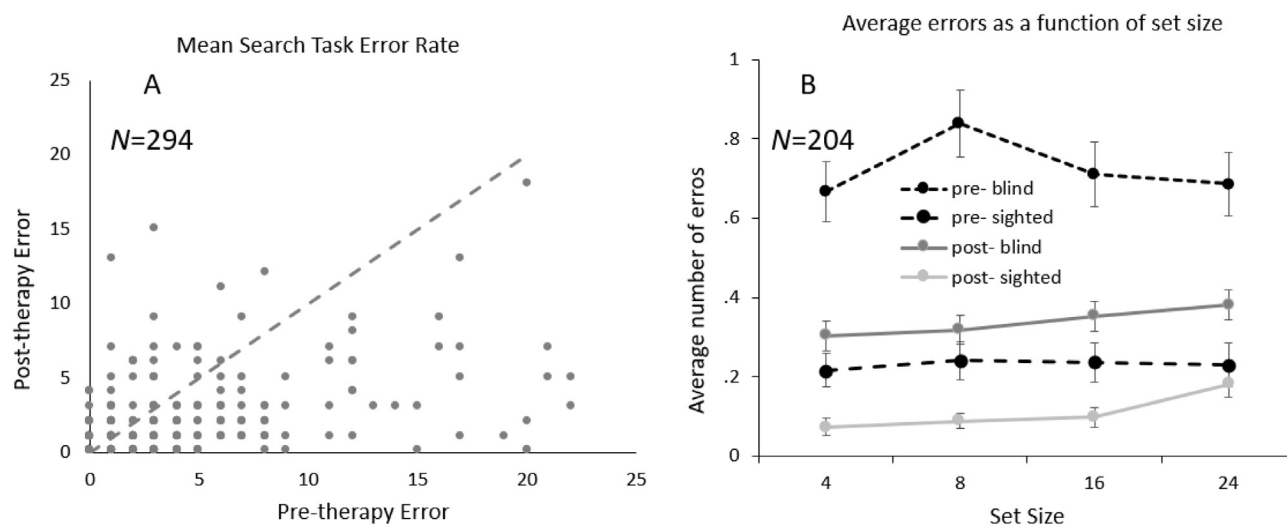 Mean Search Task Error Rate
A
N=294
Post-therapy Error
25
20
15
10
5
0
0 5 10 15 20 25
Pre-therapy Error
Average errors as a function of set size
B
N=204
Average number of erros
1
.8
.6
.4
.2
0
pre- blind
pre- sighted
post- blind
post- sighted
4 8 16 24
Set Size